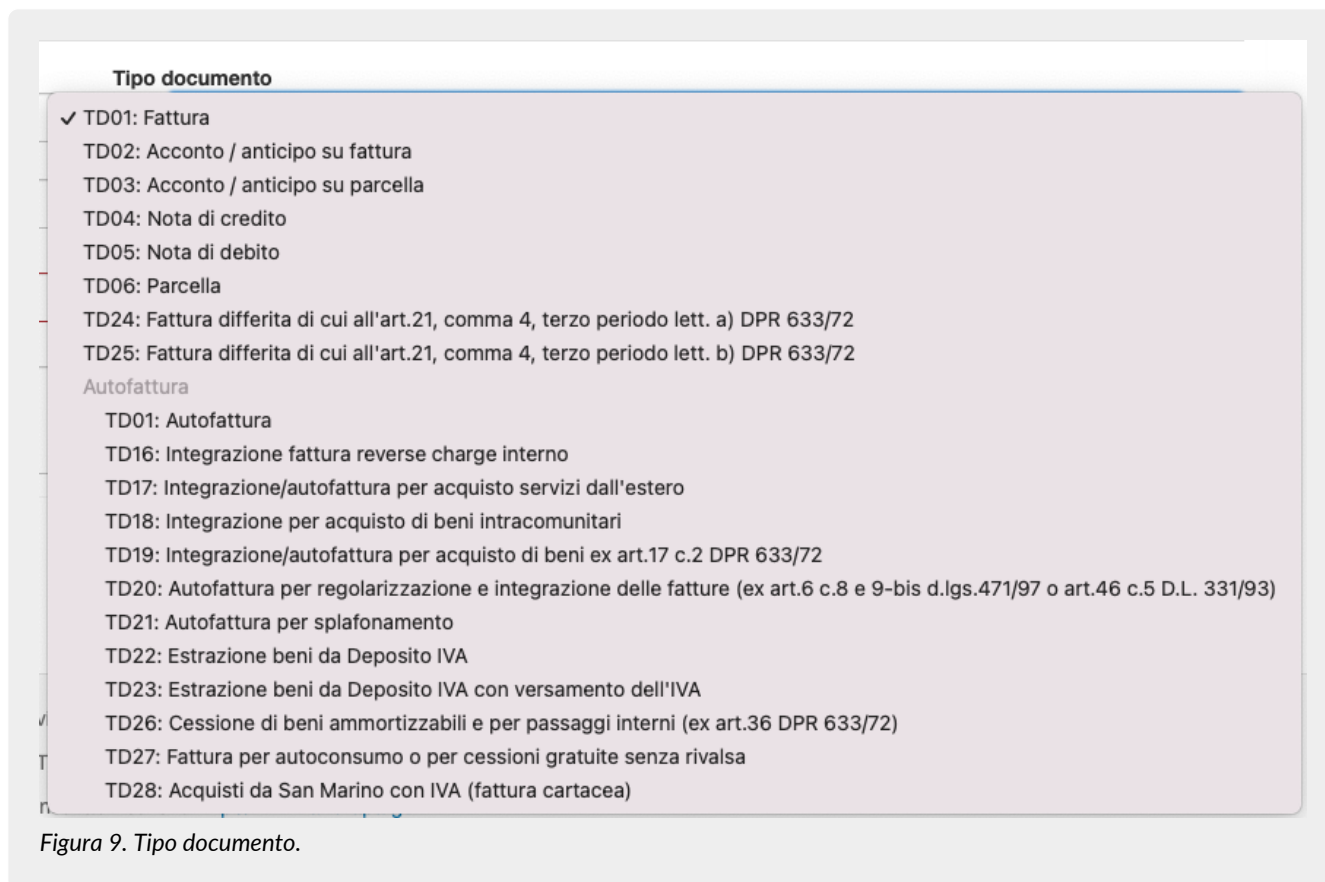 Tipo documento
✓ TD01: Fattura
TD02: Acconto / anticipo su fattura
TD03: Acconto / anticipo su parcella
TD04: Nota di credito
TD05: Nota di debito
TD06: Parcella
TD24: Fattura differita di cui all'art.21, comma 4, terzo periodo lett. a) DPR 633/72
TD25: Fattura differita di cui all'art.21, comma 4, terzo periodo lett. b) DPR 633/72
Autofattura
TD01: Autofattura
TD16: Integrazione fattura reverse charge interno
TD17: Integrazione/autofattura per acquisto servizi dall'estero
TD18: Integrazione per acquisto di beni intracomunitari
TD19: Integrazione/autofattura per acquisto di beni ex art.17 c.2 DPR 633/72
TD20: Autofattura per regolarizzazione e integrazione delle fatture (ex art.6 c.8 e 9-bis d.lgs.471/97 o art.46 c.5 D.L. 331/93)
TD21: Autofattura per splafonamento
TD22: Estrazione beni da Deposito IVA
TD23: Estrazione beni da Deposito IVA con versamento dell'IVA
TD26: Cessione di beni ammortizzabili e per passaggi interni (ex art.36 DPR 633/72)
TD27: Fattura per autoconsumo o per cessioni gratuite senza rivalsa
TD28: Acquisti da San Marino con IVA (fattura cartacea)
Figura 9. Tipo documento.